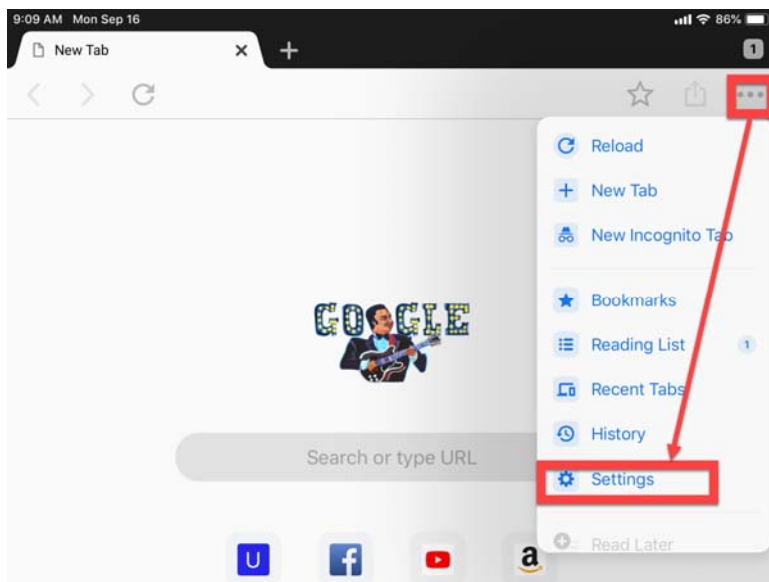 9:09 AM Mon Sep 16 86%
New Tab 1
Reload
New Tab
New Incognito Tab
Bookmarks
GOOGLE
Reading List 1
Recent Tabs
History
Search or type URL
Settings
Read Later
U f a